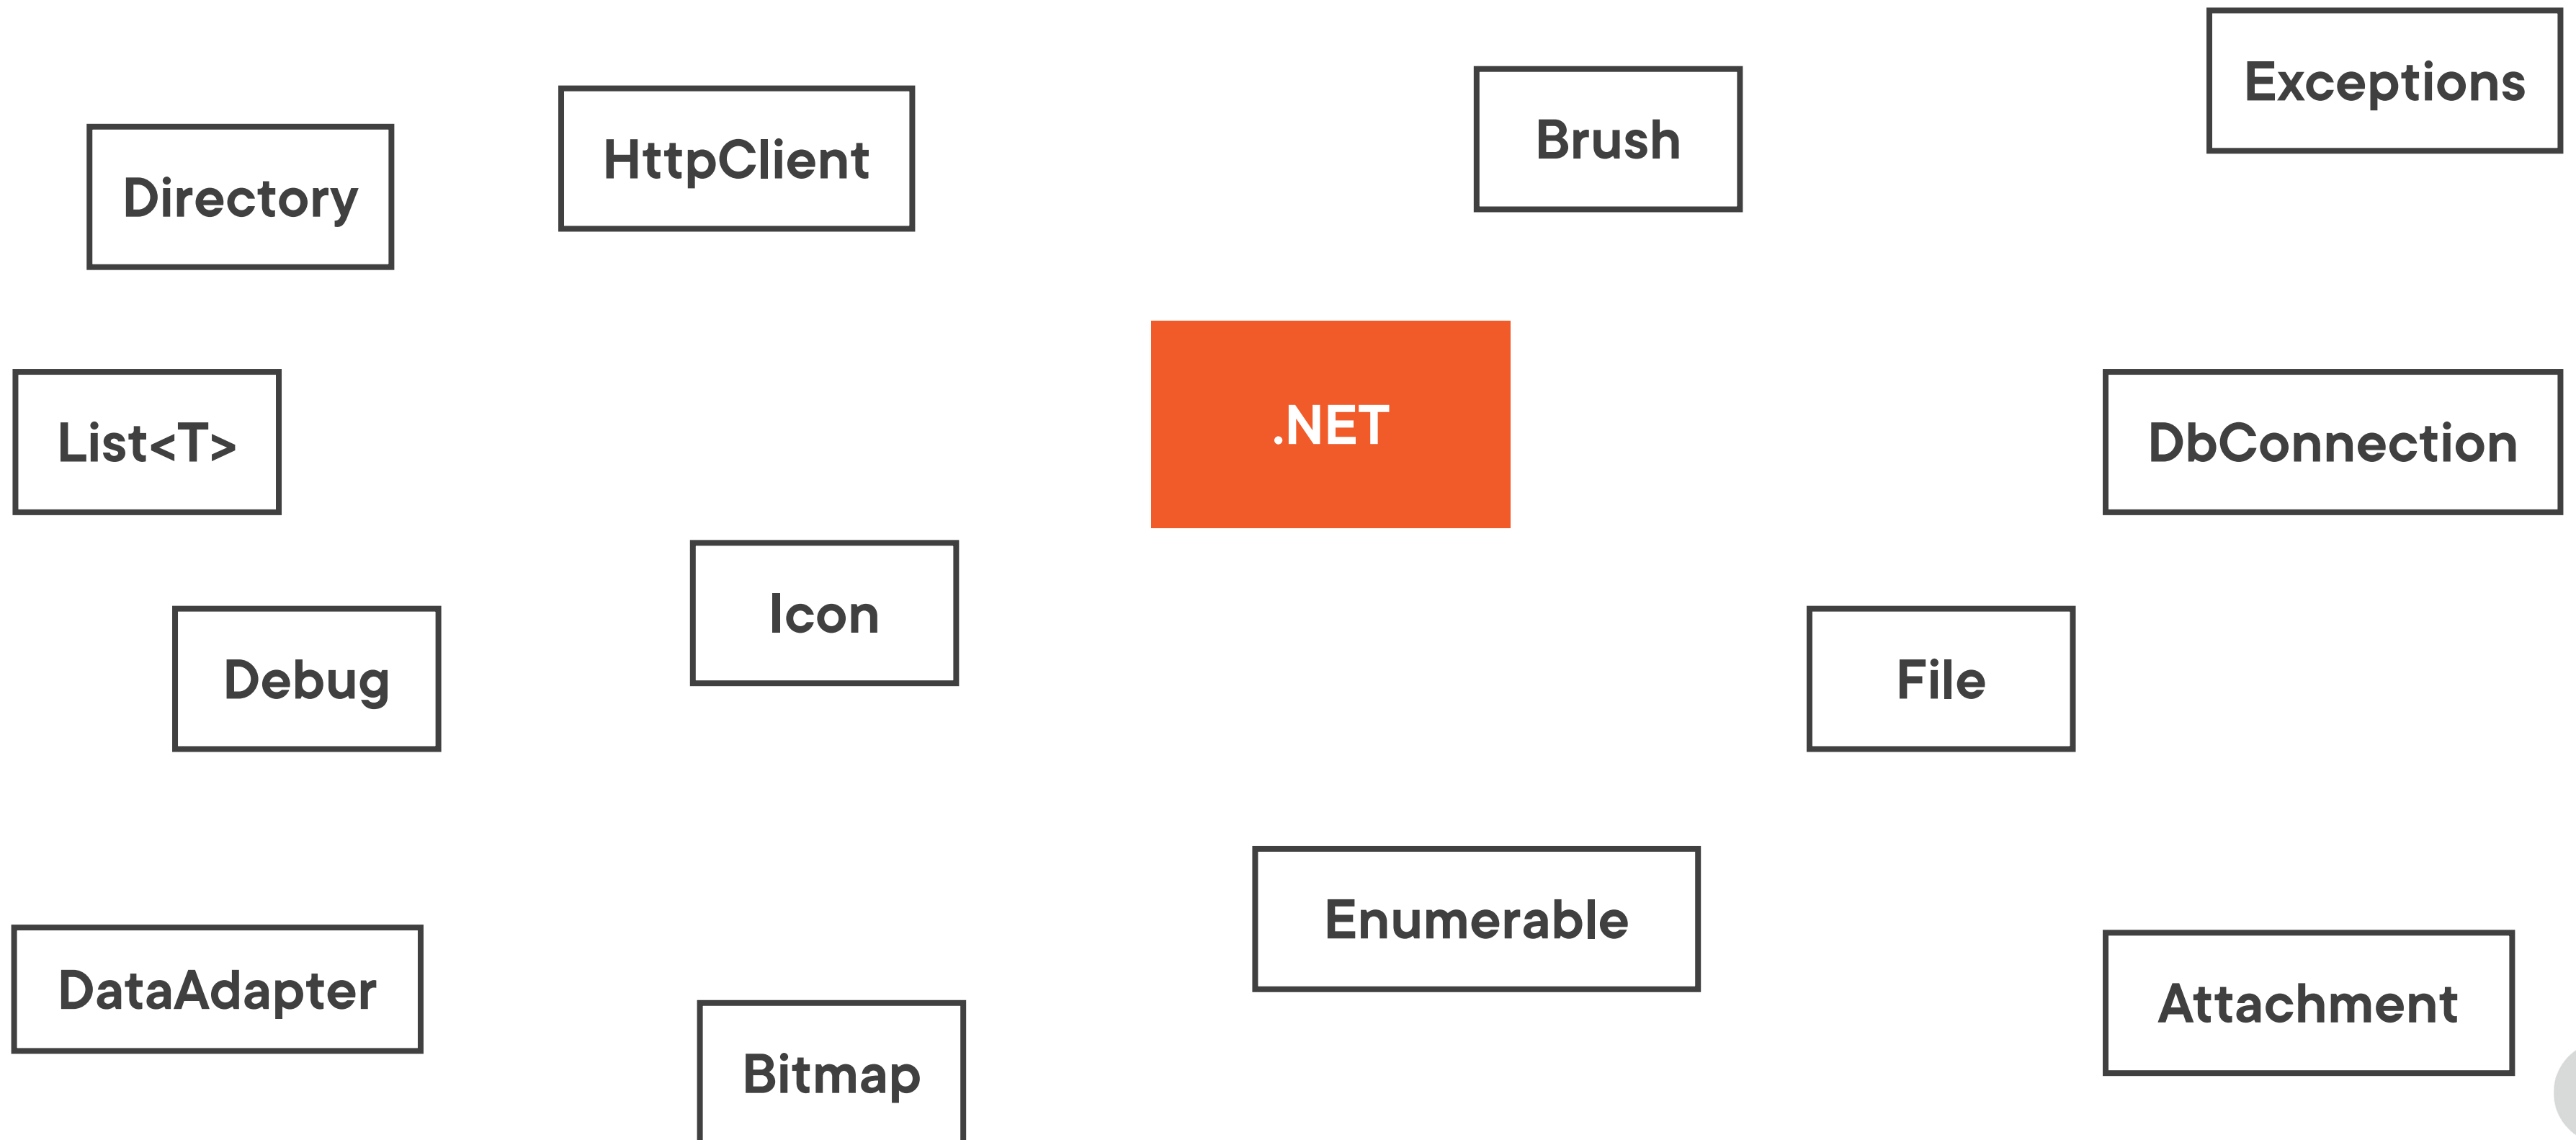 Exceptions
Brush
HttpClient
Directory
.NET
List<T>
DbConnection
Icon
Debug
File
Enumerable
DataAdapter
Attachment
Bitmap